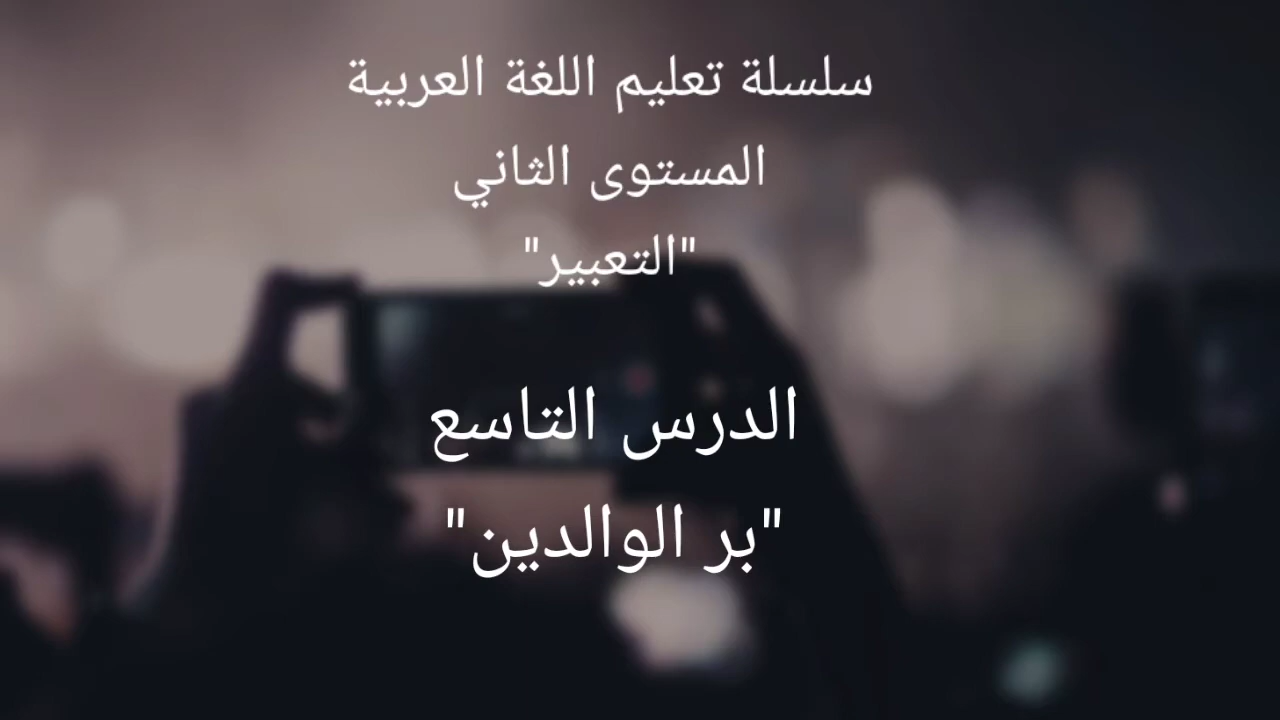 سلسلة تعليم اللغة العربية
المستوى الثاني
"التعبير"
الدرس التاسع
"بر الوالدين"